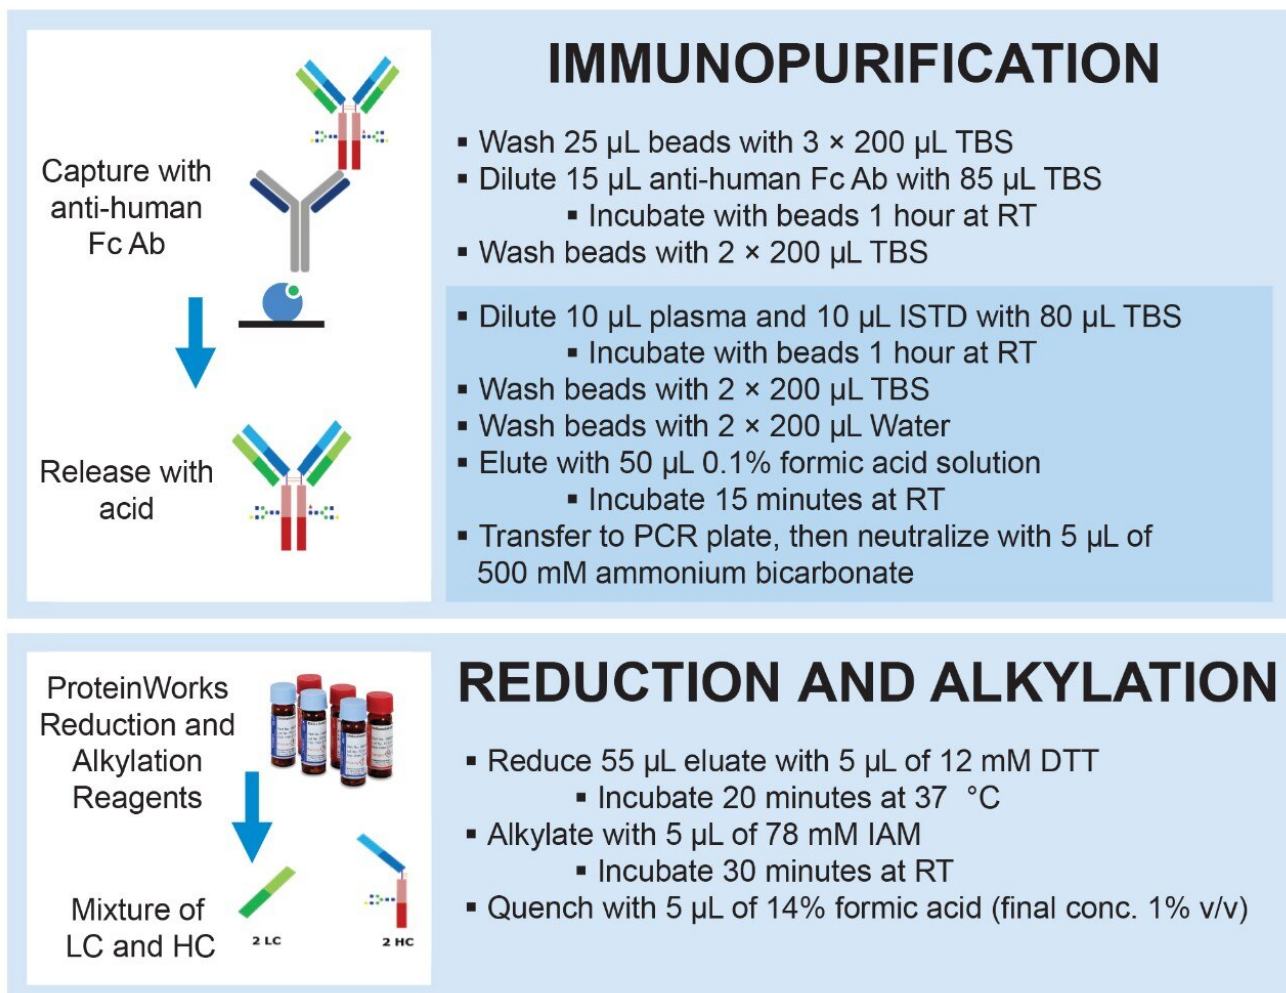 IMMUNOPURIFICATION
Capture with
anti-human
Fc Ab
Release with
acid
▪ Wash 25 µL beads with 3 × 200 µL TBS
▪ Dilute 15 µL anti-human Fc Ab with 85 µL TBS
▪ Incubate with beads 1 hour at RT
▪ Wash beads with 2 × 200 µL TBS
▪ Dilute 10 µL plasma and 10 µL ISTD with 80 µL TBS
▪ Incubate with beads 1 hour at RT
▪ Wash beads with 2 × 200 µL TBS
▪ Wash beads with 2 × 200 µL Water
▪ Elute with 50 µL 0.1% formic acid solution
▪ Incubate 15 minutes at RT
▪ Transfer to PCR plate, then neutralize with 5 µL of
500 mM ammonium bicarbonate
REDUCTION AND ALKYLATION
ProteinWorks
Reduction and
Alkylation
Reagents
Mixture of
LC and HC
2 LC
2 HC
▪ Reduce 55 µL eluate with 5 µL of 12 mM DTT
▪ Incubate 20 minutes at 37 °C
▪ Alkylate with 5 µL of 78 mM IAM
▪ Incubate 30 minutes at RT
▪ Quench with 5 µL of 14% formic acid (final conc. 1% v/v)